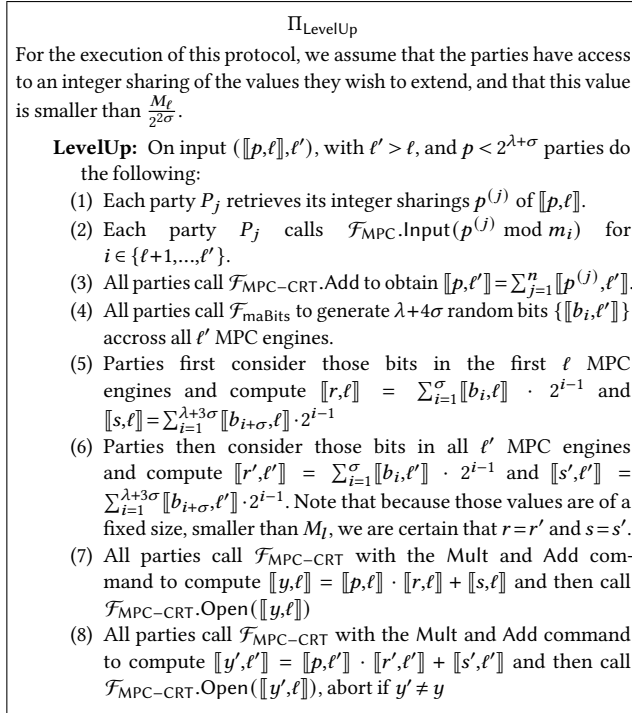 Π_LevelUp
For the execution of this protocol, we assume that the parties have access
to an integer sharing of the values they wish to extend, and that this value
is smaller than M_ℓ/2^{2σ}.
LevelUp: On input (⟦p,ℓ⟧,ℓ′), with ℓ′ > ℓ, and p < 2^{λ+σ} parties do
the following:
(1) Each party P_j retrieves its integer sharings p^{(j)} of ⟦p,ℓ⟧.
(2) Each party P_j calls ℱ_MPC.Input(p^{(j)} mod m_i) for
i ∈ {ℓ+1,...,ℓ′}.
(3) All parties call ℱ_MPC−CRT.Add to obtain ⟦p,ℓ′⟧ = ∑_{j=1}^{n} ⟦p^{(j)},ℓ′⟧.
(4) All parties call ℱ_maBits to generate λ+4σ random bits {⟦b_i,ℓ′⟧}
accross all ℓ′ MPC engines.
(5) Parties first consider those bits in the first ℓ MPC
engines and compute ⟦r,ℓ⟧ = ∑_{i=1}^{σ} ⟦b_i,ℓ⟧ · 2^{i−1} and
⟦s,ℓ⟧ = ∑_{i=1}^{λ+3σ} ⟦b_{i+σ},ℓ⟧ · 2^{i−1}
(6) Parties then consider those bits in all ℓ′ MPC engines
and compute ⟦r′,ℓ′⟧ = ∑_{i=1}^{σ} ⟦b_i,ℓ′⟧ · 2^{i−1} and ⟦s′,ℓ′⟧ =
∑_{i=1}^{λ+3σ} ⟦b_{i+σ},ℓ′⟧ · 2^{i−1}. Note that because those values are of a
fixed size, smaller than M_l, we are certain that r = r′ and s = s′.
(7) All parties call ℱ_MPC−CRT with the Mult and Add com-
mand to compute ⟦y,ℓ⟧ = ⟦p,ℓ⟧ · ⟦r,ℓ⟧ + ⟦s,ℓ⟧ and then call
ℱ_MPC−CRT.Open(⟦y,ℓ⟧)
(8) All parties call ℱ_MPC−CRT with the Mult and Add command
to compute ⟦y′,ℓ′⟧ = ⟦p,ℓ′⟧ · ⟦r′,ℓ′⟧ + ⟦s′,ℓ′⟧ and then call
ℱ_MPC−CRT.Open(⟦y′,ℓ⟧), abort if y′ ≠ y